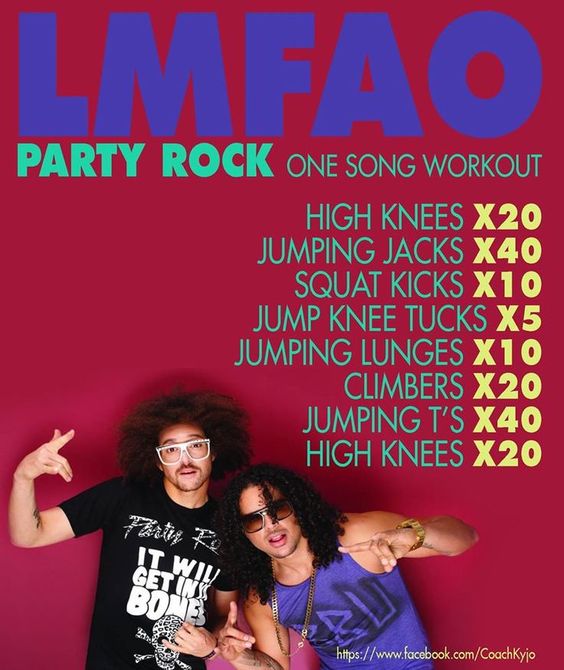 LMFAO
PARTY ROCK ONE SONG WORKOUT
HIGH KNEES X20
JUMPING JACKS X40
SQUAT KICKS X10
JUMP KNEE TUCKS X5
JUMPING LUNGES X10
CLIMBERS X20
JUMPING T'S X40
HIGH KNEES X20
Party
IT WILL
GET IN
BONES
https://www.facebook.com/CoachKyjo